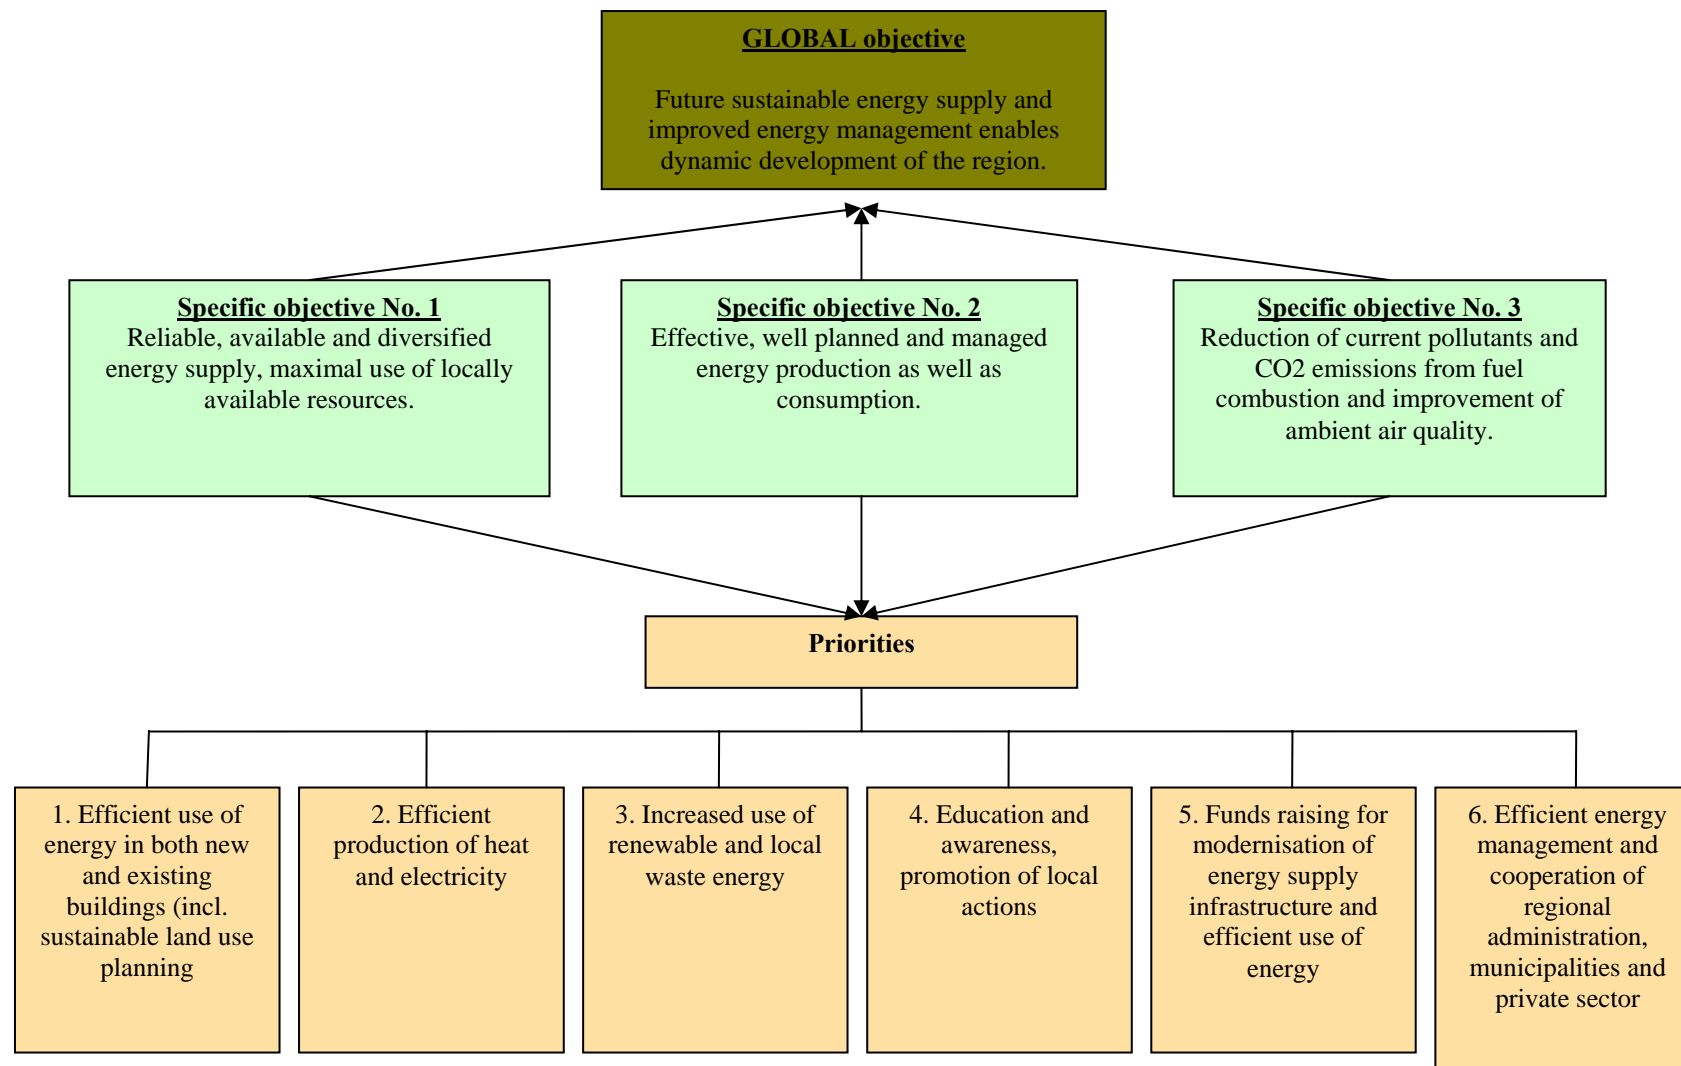 GLOBAL objective
Future sustainable energy supply and
improved energy management enables
dynamic development of the region.
Specific objective No. 1
Reliable, available and diversified
energy supply, maximal use of locally
available resources.
Specific objective No. 2
Effective, well planned and managed
energy production as well as
consumption.
Specific objective No. 3
Reduction of current pollutants and
CO2 emissions from fuel
combustion and improvement of
ambient air quality.
Priorities
1. Efficient use of
energy in both new
and existing
buildings (incl.
sustainable land use
planning
2. Efficient
production of heat
and electricity
3. Increased use of
renewable and local
waste energy
4. Education and
awareness,
promotion of local
actions
5. Funds raising for
modernisation of
energy supply
infrastructure and
efficient use of
energy
6. Efficient energy
management and
cooperation of
regional
administration,
municipalities and
private sector